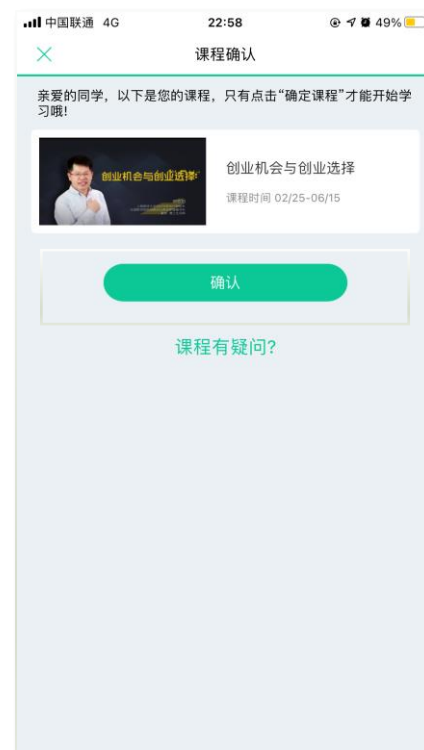 中国联通 4G 22:58 49%
课程确认
亲爱的同学，以下是您的课程，只有点击“确定课程”才能开始学
习哦!
创业机会与创业选择
创业机会与创业选择
课程时间 02/25-06/15
确认
课程有疑问?